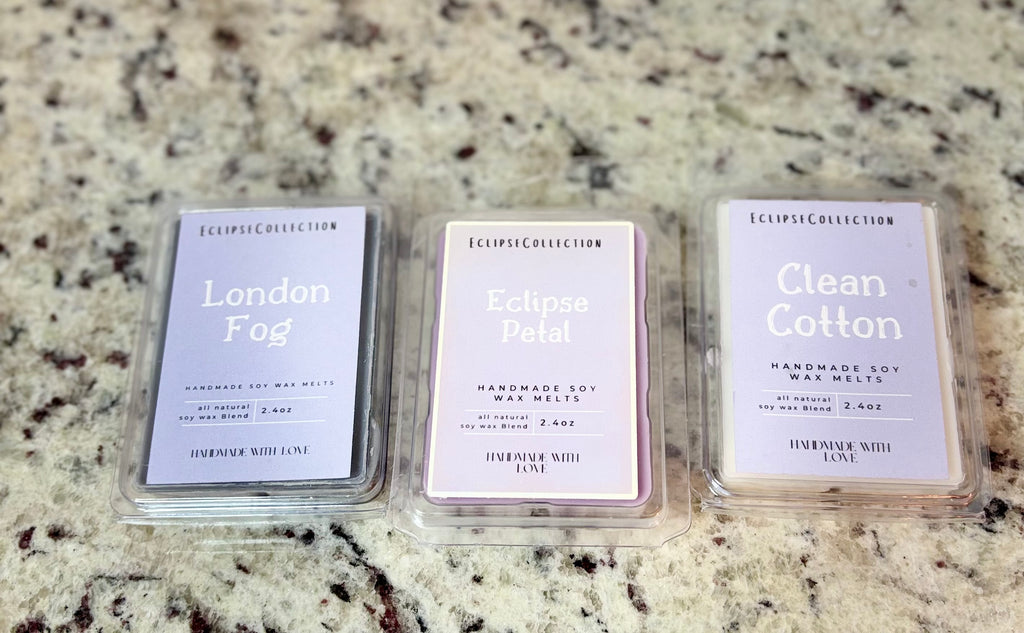 EclipseCollection
London
Fog
HANDMADE SOY WAX MELTS
all natural
soy wax Blend
2.4oz
HANDMADE WITH LOVE
EclipseCollection
Eclipse
Petal
HANDMADE SOY
WAX MELTS
all natural
soy wax Blend
2.4oz
HANDMADE WITH
LOVE
EclipseCollection
Clean
Cotton
HANDMADE SOY
WAX MELTS
all natural
soy wax Blend
2.4oz
HANDMADE WITH
LOVE